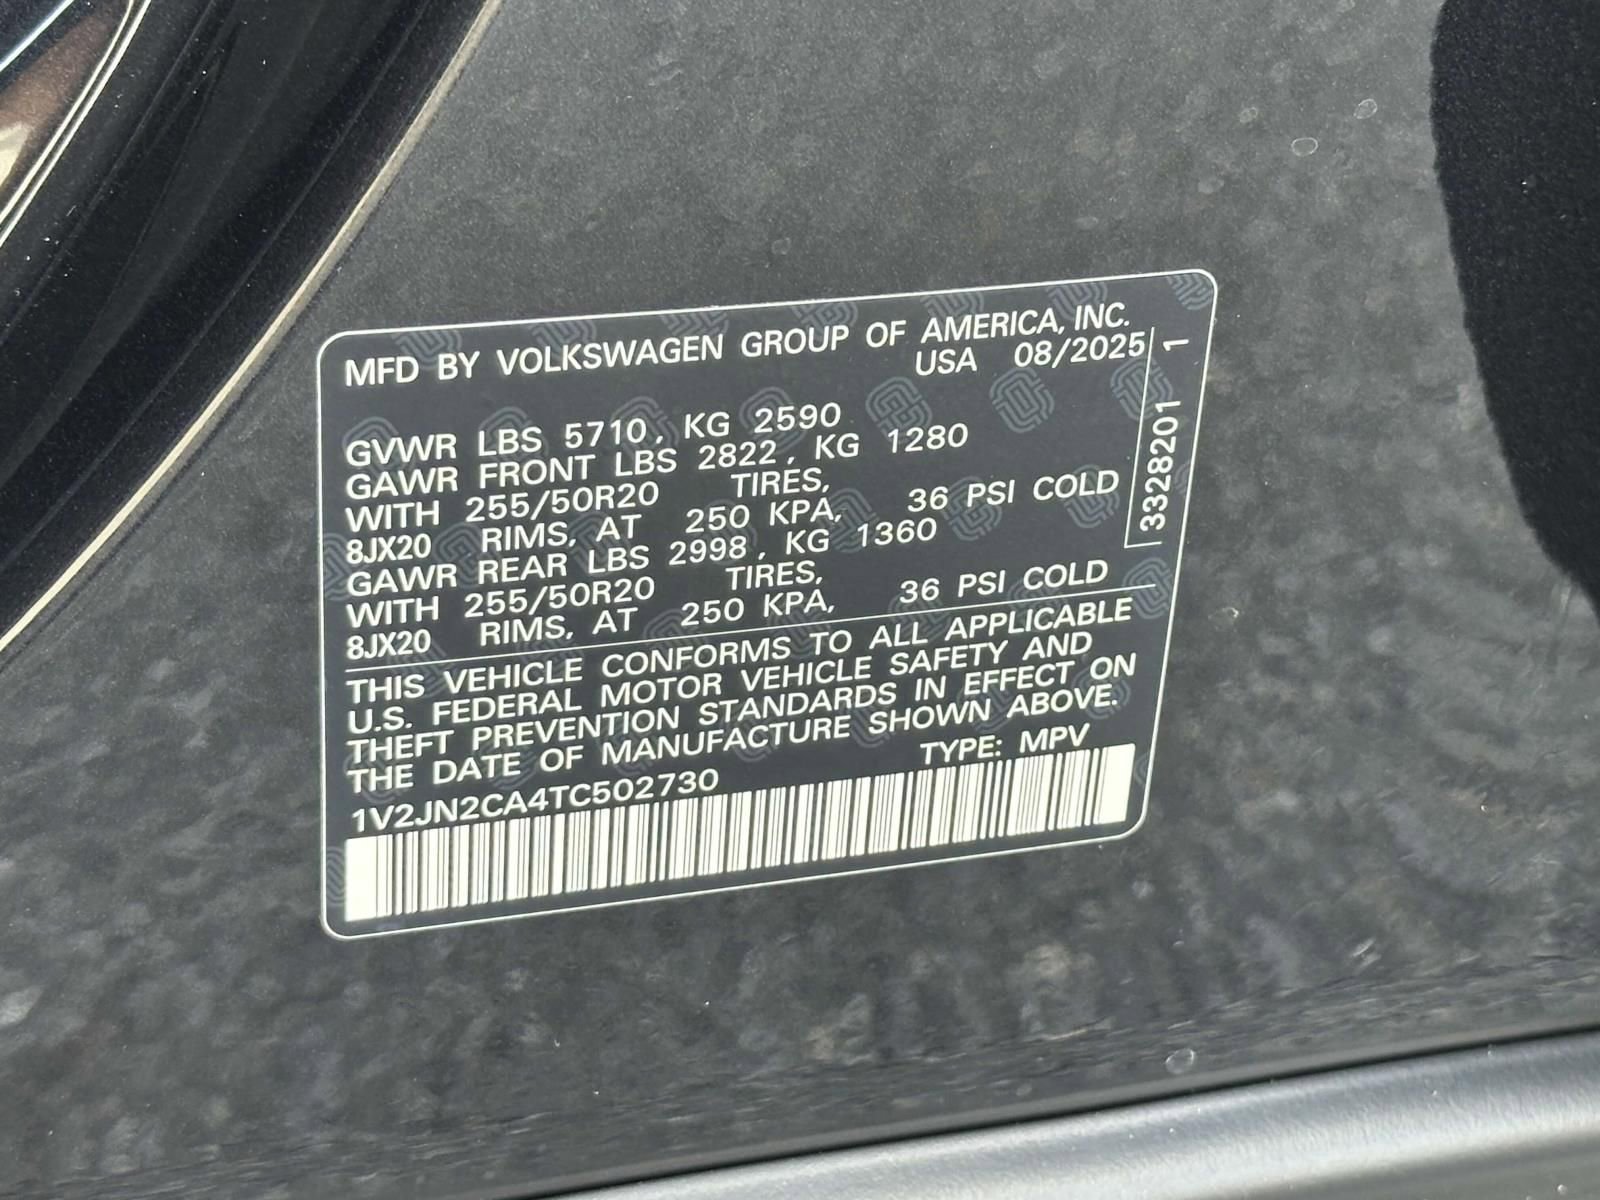 MFD BY VOLKSWAGEN GROUP OF AMERICA, INC.
USA 08/2025
GVWR LBS 5710, KG 2590
GAWR FRONT LBS 2822, KG 1280
WITH 255/50R20 TIRES,
8JX20 RIMS, AT 250 KPA, 36 PSI COLD
GAWR REAR LBS 2998, KG 1360
WITH 255/50R20 TIRES,
8JX20 RIMS, AT 250 KPA, 36 PSI COLD
THIS VEHICLE CONFORMS TO ALL APPLICABLE
U.S. FEDERAL MOTOR VEHICLE SAFETY AND
THEFT PREVENTION STANDARDS IN EFFECT ON
THE DATE OF MANUFACTURE SHOWN ABOVE.
1V2JN2CA4TC502730 TYPE: MPV
3328201 1